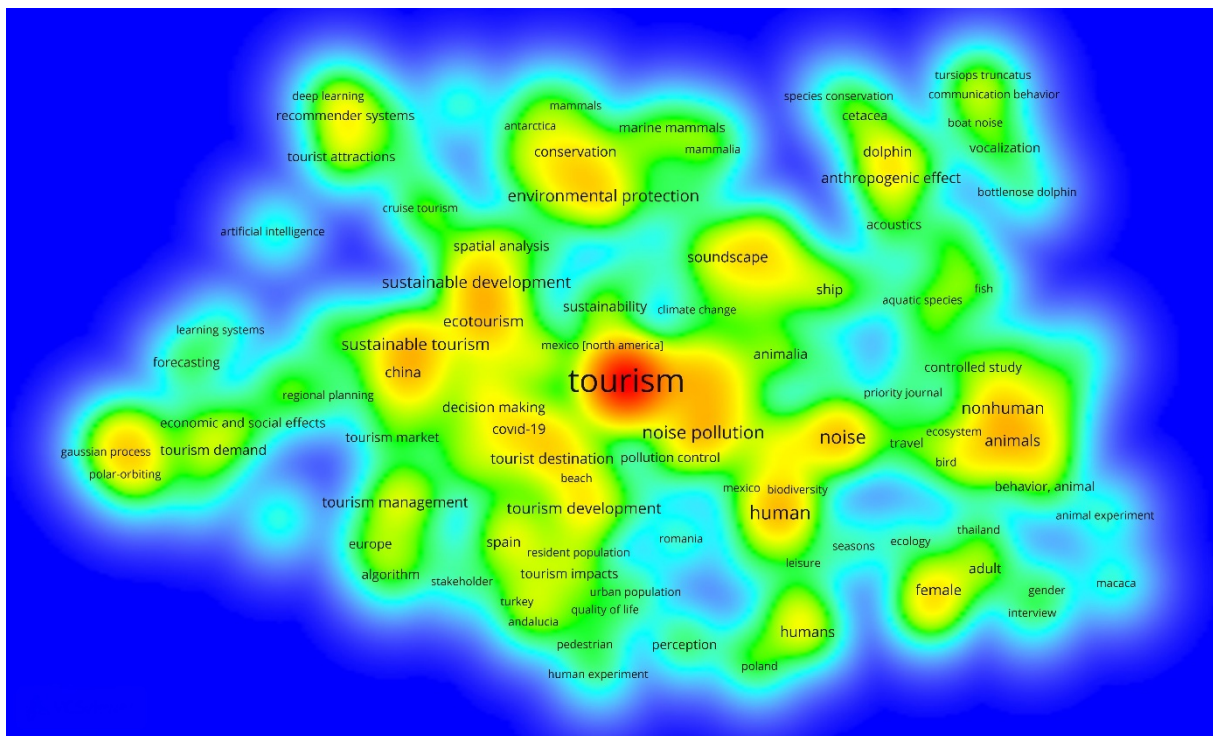 tursiops truncatus
deep learning
species conservation
communication behavior
mammals
recommender systems
cetacea
antarctica
marine mammals
boat noise
tourist attractions
conservation
mammalia
dolphin
vocalization
anthropogenic effect
environmental protection
bottlenose dolphin
cruise tourism
artificial intelligence
acoustics
spatial analysis
soundscape
sustainable development
ship
fish
aquatic species
sustainability
climate change
ecotourism
learning systems
sustainable tourism
mexico [north america]
animalia
forecasting
china
tourism
controlled study
regional planning
priority journal
decision making
nonhuman
economic and social effects
covid-19
noise pollution
noise
ecosystem
tourism market
travel
animals
gaussian process
tourism demand
tourist destination
pollution control
bird
polar-orbiting
beach
mexico
biodiversity
behavior, animal
tourism management
tourism development
human
animal experiment
thailand
europe
spain
resident population
romania
seasons
ecology
leisure
algorithm
stakeholder
tourism impacts
adult
macaca
turkey
urban population
female
gender
quality of life
interview
andalucia
humans
pedestrian
perception
poland
human experiment